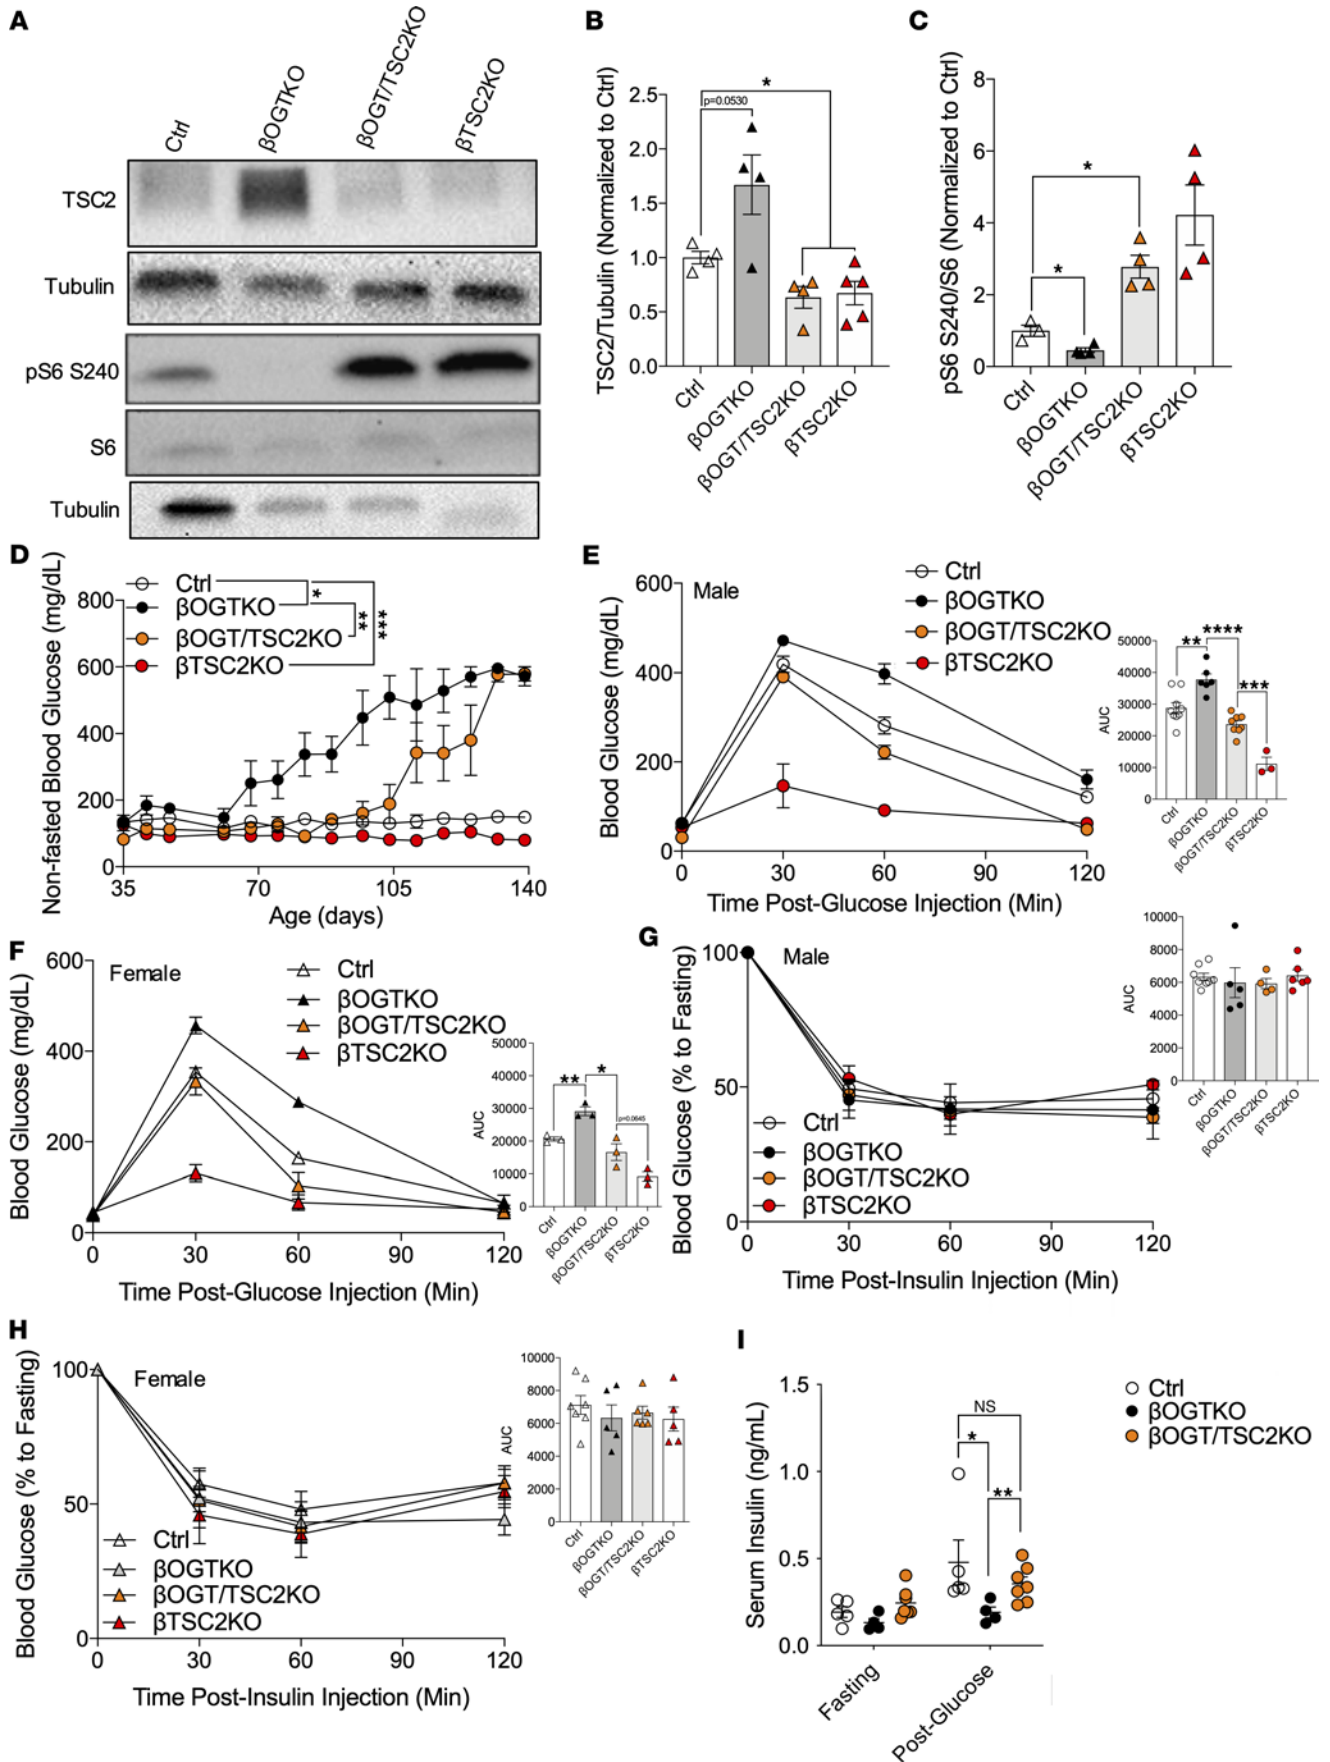 A
Ctrl
βOGTKO
βOGT/TSC2KO
βTSC2KO
TSC2
Tubulin
pS6 S240
S6
Tubulin
B
TSC2/Tubulin (Normalized to Ctrl)
2.5
2.0
1.5
1.0
0.5
0.0
p=0.0530
*
Ctrl
βOGTKO
βOGT/TSC2KO
βTSC2KO
C
pS6 S240/S6 (Normalized to Ctrl)
8
6
4
2
0
*
*
Ctrl
βOGTKO
βOGT/TSC2KO
βTSC2KO
D
Non-fasted Blood Glucose (mg/dL)
800
600
400
200
0
Ctrl
βOGTKO
βOGT/TSC2KO
βTSC2KO
*
**
***
35
70
105
140
Age (days)
E
Blood Glucose (mg/dL)
600
400
200
0
Male
Ctrl
βOGTKO
βOGT/TSC2KO
βTSC2KO
0
30
60
90
120
Time Post-Glucose Injection (Min)
AUC
50000
40000
30000
20000
10000
0
**
****
***
Ctrl
βOGTKO
βOGT/TSC2KO
βTSC2KO
F
Blood Glucose (mg/dL)
600
400
200
0
Female
Ctrl
βOGTKO
βOGT/TSC2KO
βTSC2KO
0
30
60
90
120
Time Post-Glucose Injection (Min)
AUC
50000
40000
30000
20000
10000
0
**
*
p=0.0645
Ctrl
βOGTKO
βOGT/TSC2KO
βTSC2KO
G
Blood Glucose (% to Fasting)
100
50
0
Male
Ctrl
βOGTKO
βOGT/TSC2KO
βTSC2KO
0
30
60
90
120
Time Post-Insulin Injection (Min)
AUC
10000
8000
6000
4000
2000
0
Ctrl
βOGTKO
βOGT/TSC2KO
βTSC2KO
H
Blood Glucose (% to Fasting)
100
50
0
Female
Ctrl
βOGTKO
βOGT/TSC2KO
βTSC2KO
0
30
60
90
120
Time Post-Insulin Injection (Min)
AUC
10000
8000
6000
4000
2000
0
Ctrl
βOGTKO
βOGT/TSC2KO
βTSC2KO
I
Serum Insulin (ng/mL)
1.5
1.0
0.5
0.0
NS
*
**
Ctrl
βOGTKO
βOGT/TSC2KO
Fasting
Post-Glucose